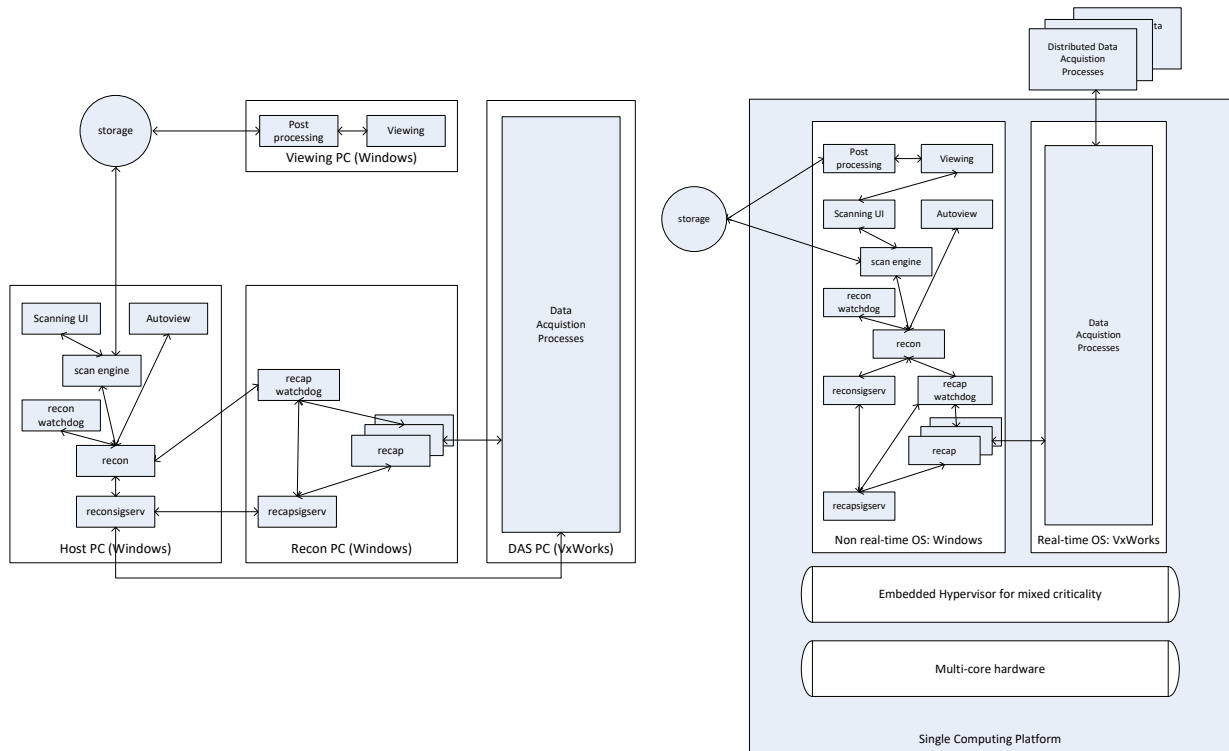 storage
Post
processing
Viewing
Viewing PC (Windows)
Scanning UI
Autoview
scan engine
recon
watchdog
recon
reconsigserv
Host PC (Windows)
recap
watchdog
recap
recapsigserv
Recon PC (Windows)
Data
Acquistion
Processes
DAS PC (VxWorks)
Distributed Data
Acquistion
Processes
storage
Post
processing
Viewing
Scanning UI
Autoview
scan engine
recon
watchdog
recon
reconsigserv
recap
watchdog
recap
recapsigserv
Non real-time OS: Windows
Data
Acquistion
Processes
Real-time OS: VxWorks
Embedded Hypervisor for mixed criticality
Multi-core hardware
Single Computing Platform